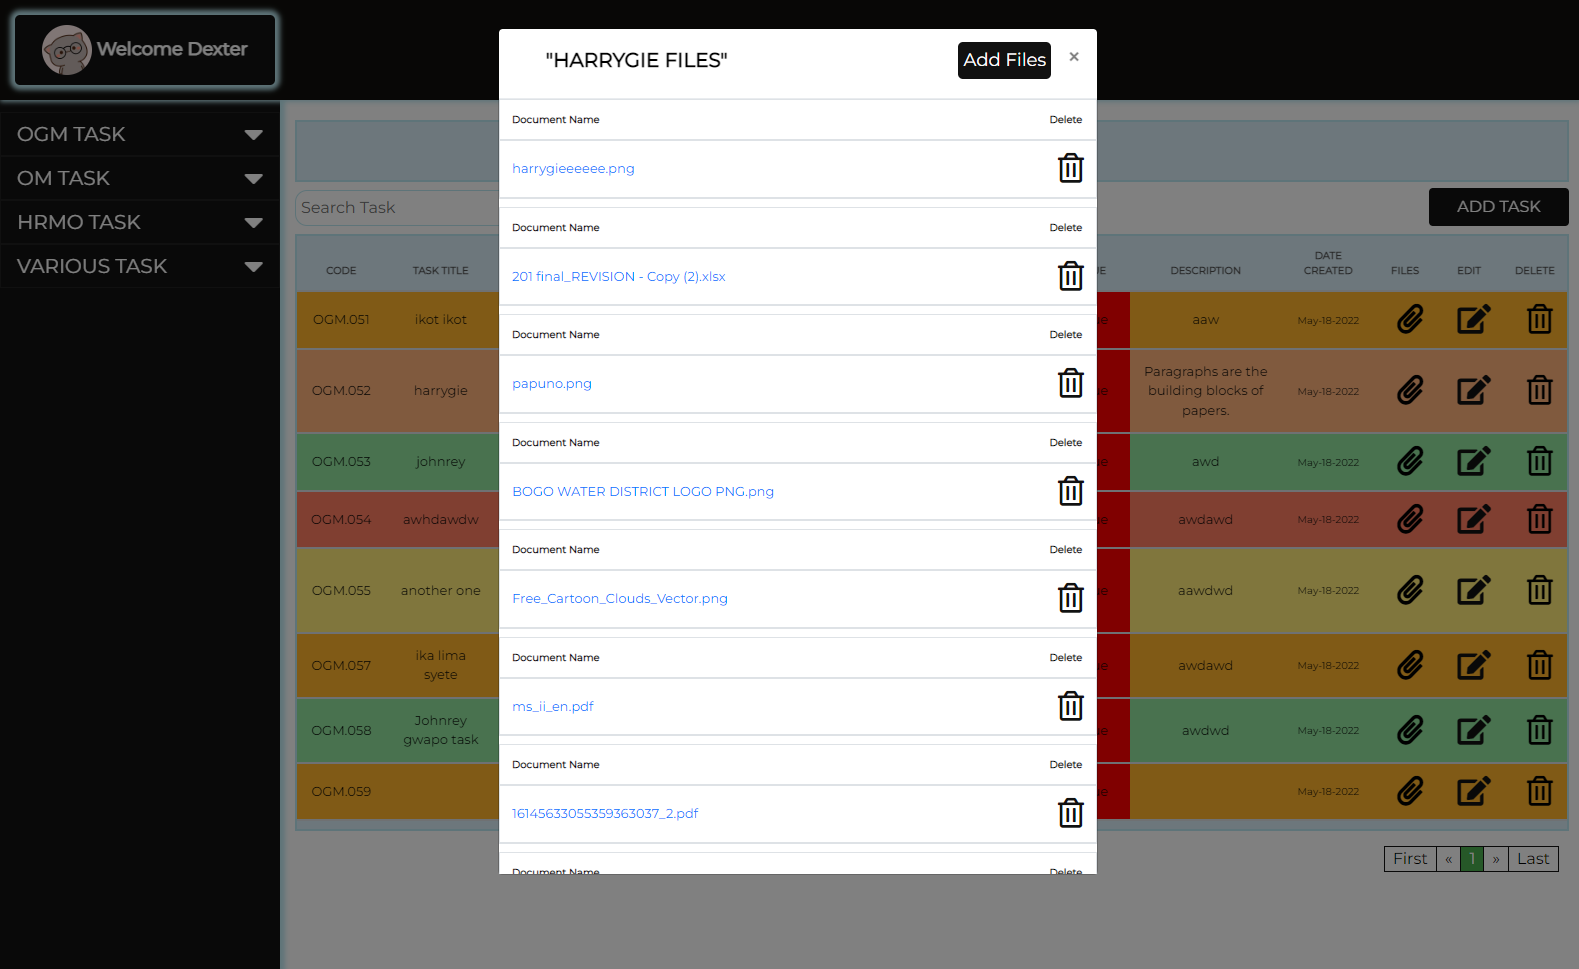 Welcome Dexter
OGM TASK
OM TASK
HRMO TASK
VARIOUS TASK
"HARRYGIE FILES"
Add Files
×
Document Name Delete
harrygieeeeee.png
Document Name Delete
201 final_REVISION - Copy (2).xlsx
Document Name Delete
papuno.png
Document Name Delete
BOGO WATER DISTRICT LOGO PNG.png
Document Name Delete
Free_Cartoon_Clouds_Vector.png
Document Name Delete
ms_ii_en.pdf
Document Name Delete
16145633055359363037_2.pdf
Document Name Delete
Search Task
ADD TASK
CODE TASK TITLE DESCRIPTION DATE CREATED FILES EDIT DELETE
OGM.051 ikot ikot aaw May-18-2022
OGM.052 harrygie Paragraphs are the building blocks of papers. May-18-2022
OGM.053 johnrey awd May-18-2022
OGM.054 awhdawdw awdawd May-18-2022
OGM.055 another one aawdwd May-18-2022
OGM.057 ika lima syete awdawd May-18-2022
OGM.058 Johnrey gwapo task awdwd May-18-2022
OGM.059 May-18-2022
First « 1 » Last